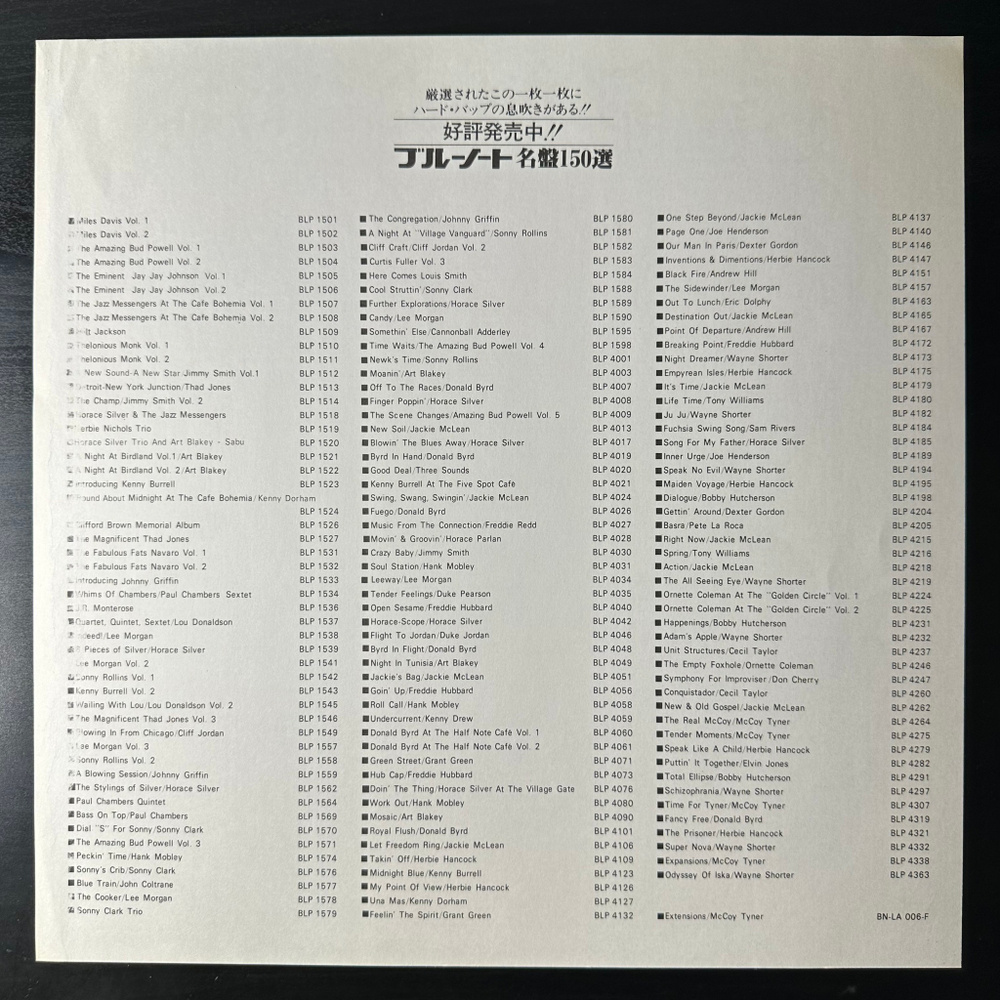 厳選されたこの一枚一枚に
ハード・バップの息吹きがある!!
好評発売中!!
ブルーノート名盤150選
■Miles Davis Vol. 1 BLP 1501
Miles Davis Vol. 2 BLP 1502
The Amazing Bud Powell Vol. 1 BLP 1503
The Amazing Bud Powell Vol. 2 BLP 1504
■The Eminent Jay Jay Johnson Vol.1 BLP 1505
■The Eminent Jay Jay Johnson Vol.2 BLP 1506
■The Jazz Messengers At The Cafe Bohemia Vol. 1 BLP 1507
■The Jazz Messengers At The Cafe Bohemia Vol. 2 BLP 1508
■Milt Jackson BLP 1509
■Thelonious Monk Vol. 1 BLP 1510
Thelonious Monk Vol. 2 BLP 1511
■A New Sound-A New Star-Jimmy Smith Vol.1 BLP 1512
■Detroit-New York Junction/Thad Jones BLP 1513
■The Champ/Jimmy Smith Vol. 2 BLP 1514
■Horace Silver & The Jazz Messengers BLP 1518
■Herbie Nichols Trio BLP 1519
■Horace Silver Trio And Art Blakey - Sabu BLP 1520
■A Night At Birdland Vol.1/Art Blakey BLP 1521
■A Night At Birdland Vol. 2/Art Blakey BLP 1522
■Introducing Kenny Burrell BLP 1523
■Round About Midnight At The Cafe Bohemia/Kenny Dorham
BLP 1524
■Clifford Brown Memorial Album BLP 1526
■The Magnificent Thad Jones BLP 1527
■The Fabulous Fats Navaro Vol. 1 BLP 1531
■The Fabulous Fats Navaro Vol. 2 BLP 1532
■Introducing Johnny Griffin BLP 1533
■Whims Of Chambers/Paul Chambers Sextet BLP 1534
■J.R. Monterose BLP 1536
■Quartet, Quintet, Sextet/Lou Donaldson BLP 1537
■Indeed!/Lee Morgan BLP 1538
■6 Pieces of Silver/Horace Silver BLP 1539
Lee Morgan Vol. 2 BLP 1541
■Sonny Rollins Vol. 1 BLP 1542
■Kenny Burrell Vol. 2 BLP 1543
■Wailing With Lou/Lou Donaldson Vol. 2 BLP 1545
■The Magnificent Thad Jones Vol. 3 BLP 1546
■Blowing In From Chicago/Cliff Jordan BLP 1549
■Lee Morgan Vol. 3 BLP 1557
■Sonny Rollins Vol. 2 BLP 1558
■A Blowing Session/Johnny Griffin BLP 1559
■The Stylings of Silver/Horace Silver BLP 1562
■Paul Chambers Quintet BLP 1564
■Bass On Top/Paul Chambers BLP 1569
■Dial "S" For Sonny/Sonny Clark BLP 1570
■The Amazing Bud Powell Vol. 3 BLP 1571
■Peckin' Time/Hank Mobley BLP 1574
■Sonny's Crib/Sonny Clark BLP 1576
■Blue Train/John Coltrane BLP 1577
■The Cooker/Lee Morgan BLP 1578
■Sonny Clark Trio BLP 1579
■The Congregation/Johnny Griffin BLP 1580
■A Night At "Village Vanguard"/Sonny Rollins BLP 1581
■Cliff Craft/Cliff Jordan Vol. 2 BLP 1582
■Curtis Fuller Vol. 3 BLP 1583
■Here Comes Louis Smith BLP 1584
■Cool Struttin'/Sonny Clark BLP 1588
■Further Explorations/Horace Silver BLP 1589
■Candy/Lee Morgan BLP 1590
■Somethin' Else/Cannonball Adderley BLP 1595
■Time Waits/The Amazing Bud Powell Vol. 4 BLP 1598
■Newk's Time/Sonny Rollins BLP 4001
■Moanin'/Art Blakey BLP 4003
■Off To The Races/Donald Byrd BLP 4007
■Finger Poppin'/Horace Silver BLP 4008
■The Scene Changes/Amazing Bud Powell Vol. 5 BLP 4009
■New Soil/Jackie McLean BLP 4013
■Blowin' The Blues Away/Horace Silver BLP 4017
■Byrd In Hand/Donald Byrd BLP 4019
■Good Deal/Three Sounds BLP 4020
■Kenny Burrell At The Five Spot Cafè BLP 4021
■Swing, Swang, Swingin'/Jackie McLean BLP 4024
■Fuego/Donald Byrd BLP 4026
■Music From The Connection/Freddie Redd BLP 4027
■Movin' & Groovin'/Horace Parlan BLP 4028
■Crazy Baby/Jimmy Smith BLP 4030
■Soul Station/Hank Mobley BLP 4031
■Leeway/Lee Morgan BLP 4034
■Tender Feelings/Duke Pearson BLP 4035
■Open Sesame/Freddie Hubbard BLP 4040
■Horace-Scope/Horace Silver BLP 4042
■Flight To Jordan/Duke Jordan BLP 4046
■Byrd In Flight/Donald Byrd BLP 4048
■Night In Tunisia/Art Blakey BLP 4049
■Jackie's Bag/Jackie McLean BLP 4051
■Goin' Up/Freddie Hubbard BLP 4056
■Roll Call/Hank Mobley BLP 4058
■Undercurrent/Kenny Drew BLP 4059
■Donald Byrd At The Half Note Cafè Vol. 1 BLP 4060
■Donald Byrd At The Half Note Cafè Vol. 2 BLP 4061
■Green Street/Grant Green BLP 4071
■Hub Cap/Freddie Hubbard BLP 4073
■Doin' The Thing/Horace Silver At The Village Gate BLP 4076
■Work Out/Hank Mobley BLP 4080
■Mosaic/Art Blakey BLP 4090
■Royal Flush/Donald Byrd BLP 4101
■Let Freedom Ring/Jackie McLean BLP 4106
■Takin' Off/Herbie Hancock BLP 4109
■Midnight Blue/Kenny Burrell BLP 4123
■My Point Of View/Herbie Hancock BLP 4126
■Una Mas/Kenny Dorham BLP 4127
■Feelin' The Spirit/Grant Green BLP 4132
■One Step Beyond/Jackie McLean BLP 4137
■Page One/Joe Henderson BLP 4140
■Our Man In Paris/Dexter Gordon BLP 4146
■Inventions & Dimentions/Herbie Hancock BLP 4147
■Black Fire/Andrew Hill BLP 4151
■The Sidewinder/Lee Morgan BLP 4157
■Out To Lunch/Eric Dolphy BLP 4163
■Destination Out/Jackie McLean BLP 4165
■Point Of Departure/Andrew Hill BLP 4167
■Breaking Point/Freddie Hubbard BLP 4172
■Night Dreamer/Wayne Shorter BLP 4173
■Empyrean Isles/Herbie Hancock BLP 4175
■It's Time/Jackie McLean BLP 4179
■Life Time/Tony Williams BLP 4180
■Ju Ju/Wayne Shorter BLP 4182
■Fuchsia Swing Song/Sam Rivers BLP 4184
■Song For My Father/Horace Silver BLP 4185
■Inner Urge/Joe Henderson BLP 4189
■Speak No Evil/Wayne Shorter BLP 4194
■Maiden Voyage/Herbie Hancock BLP 4195
■Dialogue/Bobby Hutcherson BLP 4198
■Gettin' Around/Dexter Gordon BLP 4204
■Basra/Pete La Roca BLP 4205
■Right Now/Jackie McLean BLP 4215
■Spring/Tony Williams BLP 4216
■Action/Jackie McLean BLP 4218
■The All Seeing Eye/Wayne Shorter BLP 4219
■Ornette Coleman At The "Golden Circle" Vol. 1 BLP 4224
■Ornette Coleman At The "Golden Circle" Vol. 2 BLP 4225
■Happenings/Bobby Hutcherson BLP 4231
■Adam's Apple/Wayne Shorter BLP 4232
■Unit Structures/Cecil Taylor BLP 4237
■The Empty Foxhole/Ornette Coleman BLP 4246
■Symphony For Improviser/Don Cherry BLP 4247
■Conquistador/Cecil Taylor BLP 4260
■New & Old Gospel/Jackie McLean BLP 4262
■The Real McCoy/McCoy Tyner BLP 4264
■Tender Moments/McCoy Tyner BLP 4275
■Speak Like A Child/Herbie Hancock BLP 4279
■Puttin' It Together/Elvin Jones BLP 4282
■Total Ellipse/Bobby Hutcherson BLP 4291
■Schizophrania/Wayne Shorter BLP 4297
■Time For Tyner/McCoy Tyner BLP 4307
■Fancy Free/Donald Byrd BLP 4319
■The Prisoner/Herbie Hancock BLP 4321
■Super Nova/Wayne Shorter BLP 4332
■Expansions/McCoy Tyner BLP 4338
■Odyssey Of Iska/Wayne Shorter BLP 4363
■Extensions/McCoy Tyner BN-LA 006-F